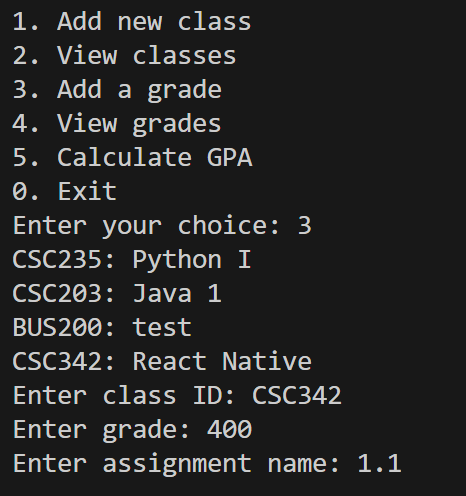 1. Add new class
2. View classes
3. Add a grade
4. View grades
5. Calculate GPA
0. Exit
Enter your choice: 3
CSC235: Python I
CSC203: Java 1
BUS200: test
CSC342: React Native
Enter class ID: CSC342
Enter grade: 400
Enter assignment name: 1.1